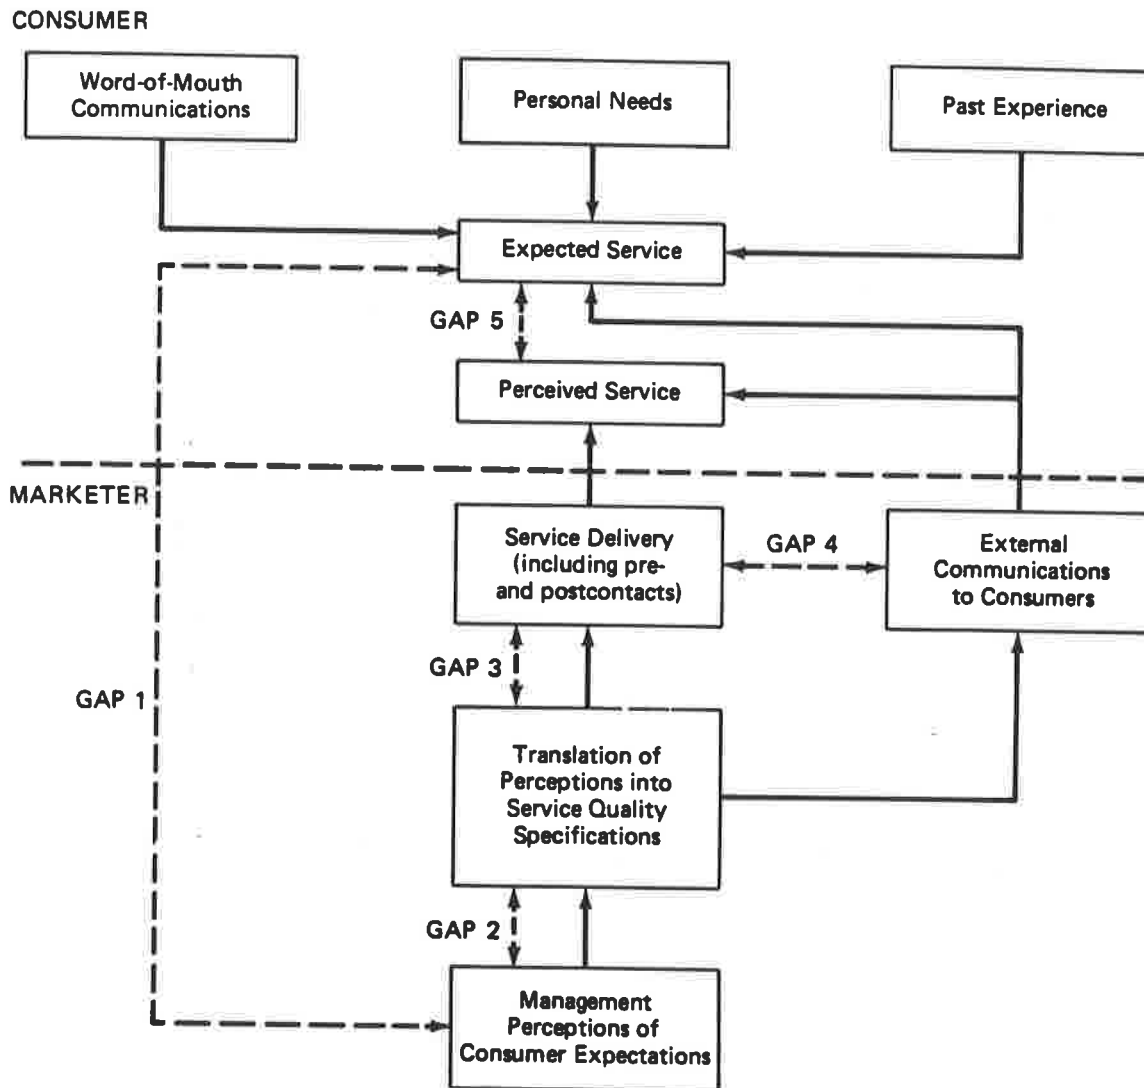 CONSUMER
Word-of-Mouth
Communications
Personal Needs
Past Experience
Expected Service
GAP 5
Perceived Service
MARKETER
Service Delivery
(including pre-
and postcontacts)
GAP 4
External
Communications
to Consumers
GAP 3
GAP 1
Translation of
Perceptions into
Service Quality
Specifications
GAP 2
Management
Perceptions of
Consumer Expectations